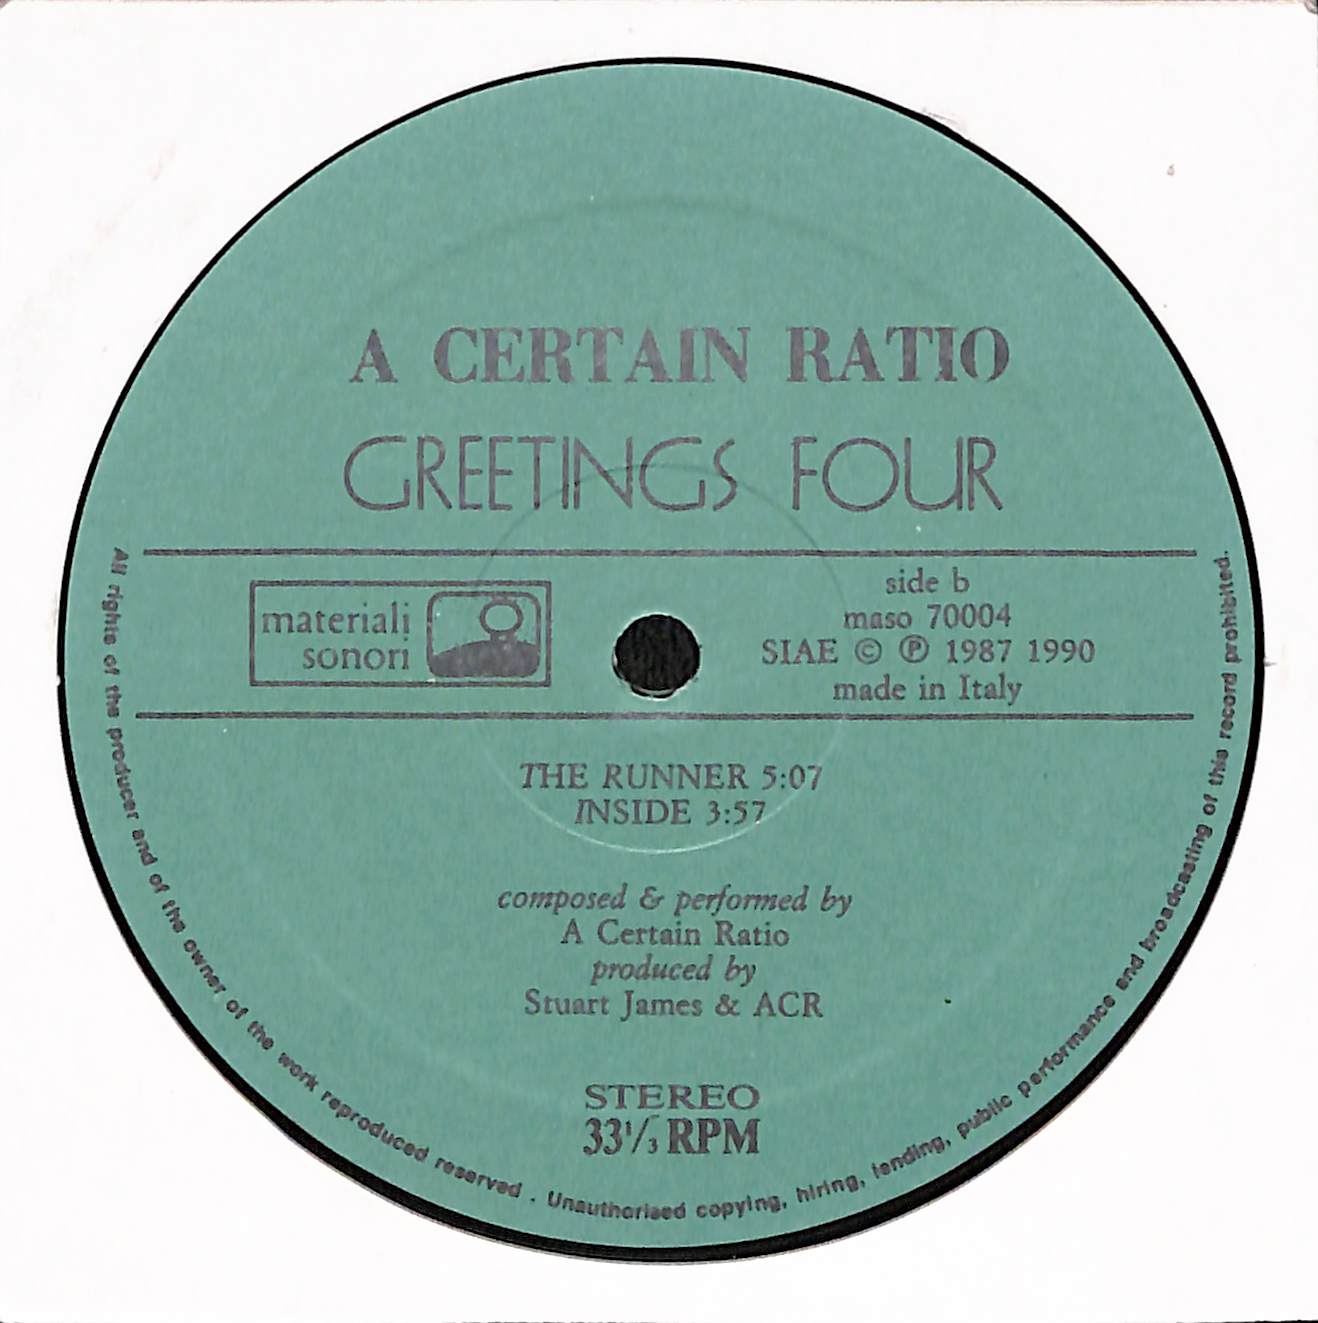 A CERTAIN RATIO
GREETINGS FOUR
materiali
sonori
side b
maso 70004
SIAE © ℗ 1987 1990
made in Italy
THE RUNNER 5:07
INSIDE 3:57
composed & performed by
A Certain Ratio
produced by
Stuart James & ACR
STEREO
33⅓ RPM
All rights of the producer and of the owner of the work reproduced reserved . Unauthorised copying, hiring, lending, public performance and broadcasting of this record prohibited.